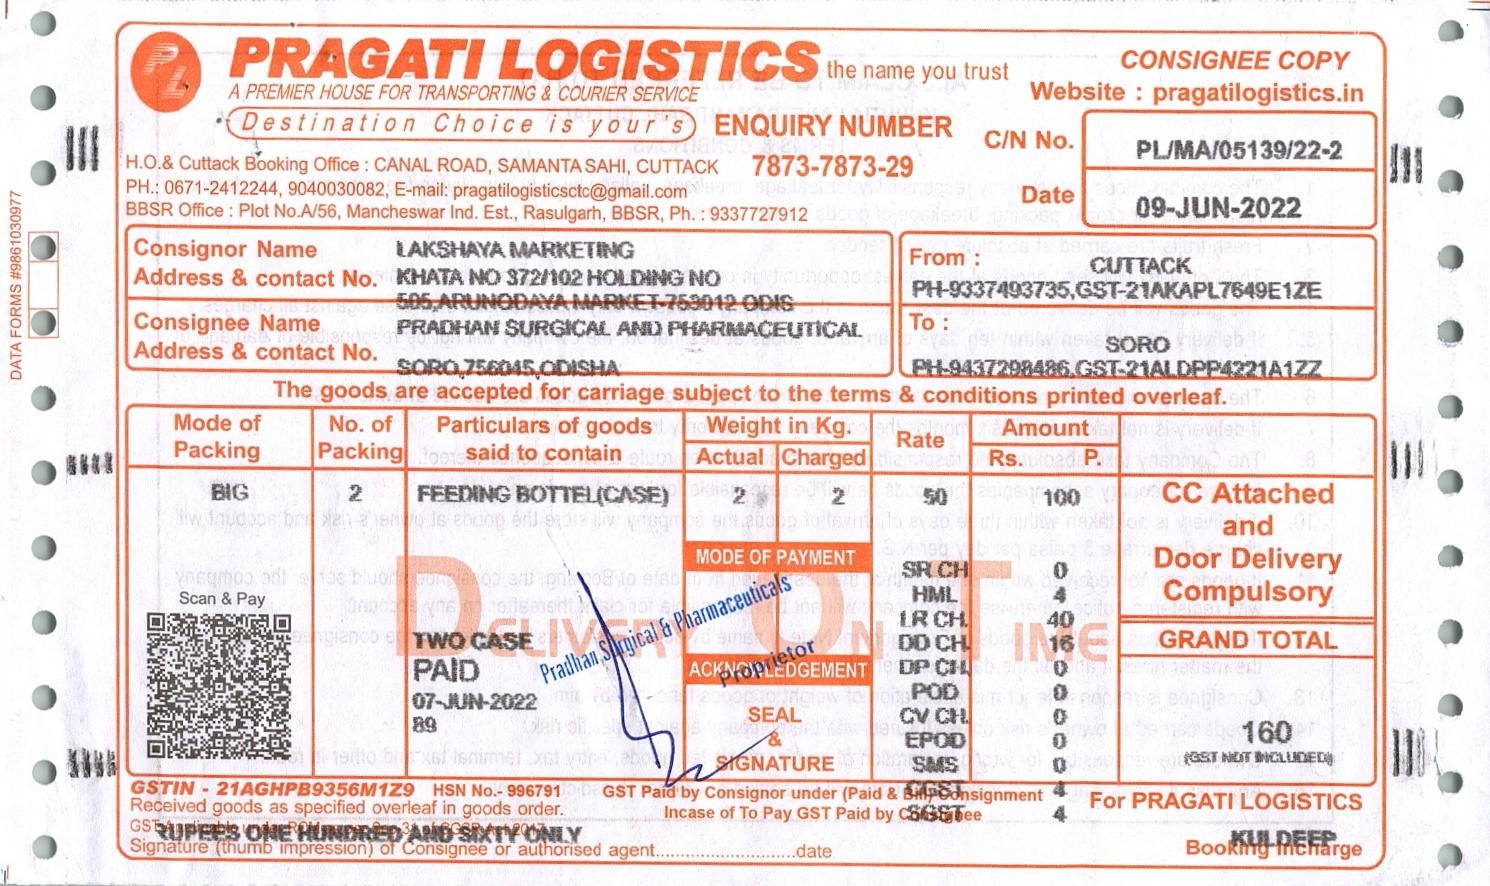 PL
PRAGATI LOGISTICS the name you trust
A PREMIER HOUSE FOR TRANSPORTING & COURIER SERVICE
Destination Choice is your's
ENQUIRY NUMBER
7873-7873-29
CONSIGNEE COPY
Website : pragatilogistics.in
C/N No. PL/MA/05139/22-2
Date 09-JUN-2022
H.O.& Cuttack Booking Office : CANAL ROAD, SAMANTA SAHI, CUTTACK
PH.: 0671-2412244, 9040030082, E-mail: pragatilogisticsctc@gmail.com
BBSR Office : Plot No.A/56, Mancheswar Ind. Est., Rasulgarh, BBSR, Ph.: 9337727912
DATA FORMS #9861030977
Consignor Name LAKSHAYA MARKETING
Address & contact No. KHATA NO 372/102 HOLDING NO
505,ARUNODAYA MARKET-753012 ODIS
Consignee Name PRADHAN SURGICAL AND PHARMACEUTICAL
Address & contact No.
SORO,756045,ODISHA
From :
CUTTACK
PH-9337493735,GST-21AKAPL7649E1ZE
To :
SORO
PH-9437298486,GST-21ALDPP4221A1ZZ
The goods are accepted for carriage subject to the terms & conditions printed overleaf.
Mode of Packing No. of Packing Particulars of goods said to contain Weight in Kg. Actual Charged Rate Amount Rs. P.
BIG 2 FEEDING BOTTEL(CASE) 2 2 50 100
CC Attached
and
Door Delivery
Compulsory
GRAND TOTAL
160
(GST NOT INCLUDED)
MODE OF PAYMENT
DELIVERY ON TIME
SR CH 0
HML 4
LR CH. 40
DD CH. 16
DP CH. 0
POD 0
CV CH. 0
EPUD 0
SMS 0
4
SGST 4
Scan & Pay
TWO CASE
PAID
07-JUN-2022
89
Pradhan Surgical & Pharmaceuticals
Proprietor
ACKNOWLEDGEMENT
SEAL
&
SIGNATURE
GSTIN - 21AGHPB9356M1Z9 HSN No.- 996791 GST Paid by Consignor under (Paid & Bill) Consignment
Incase of To Pay GST Paid by Consignee
Received goods as specified overleaf in goods order.
RUPEES ONE HUNDRED AND SIXTY ONLY
Signature (thumb impression) of Consignee or authorised agent..........................date
For PRAGATI LOGISTICS
KULDEEP
Booking Incharge